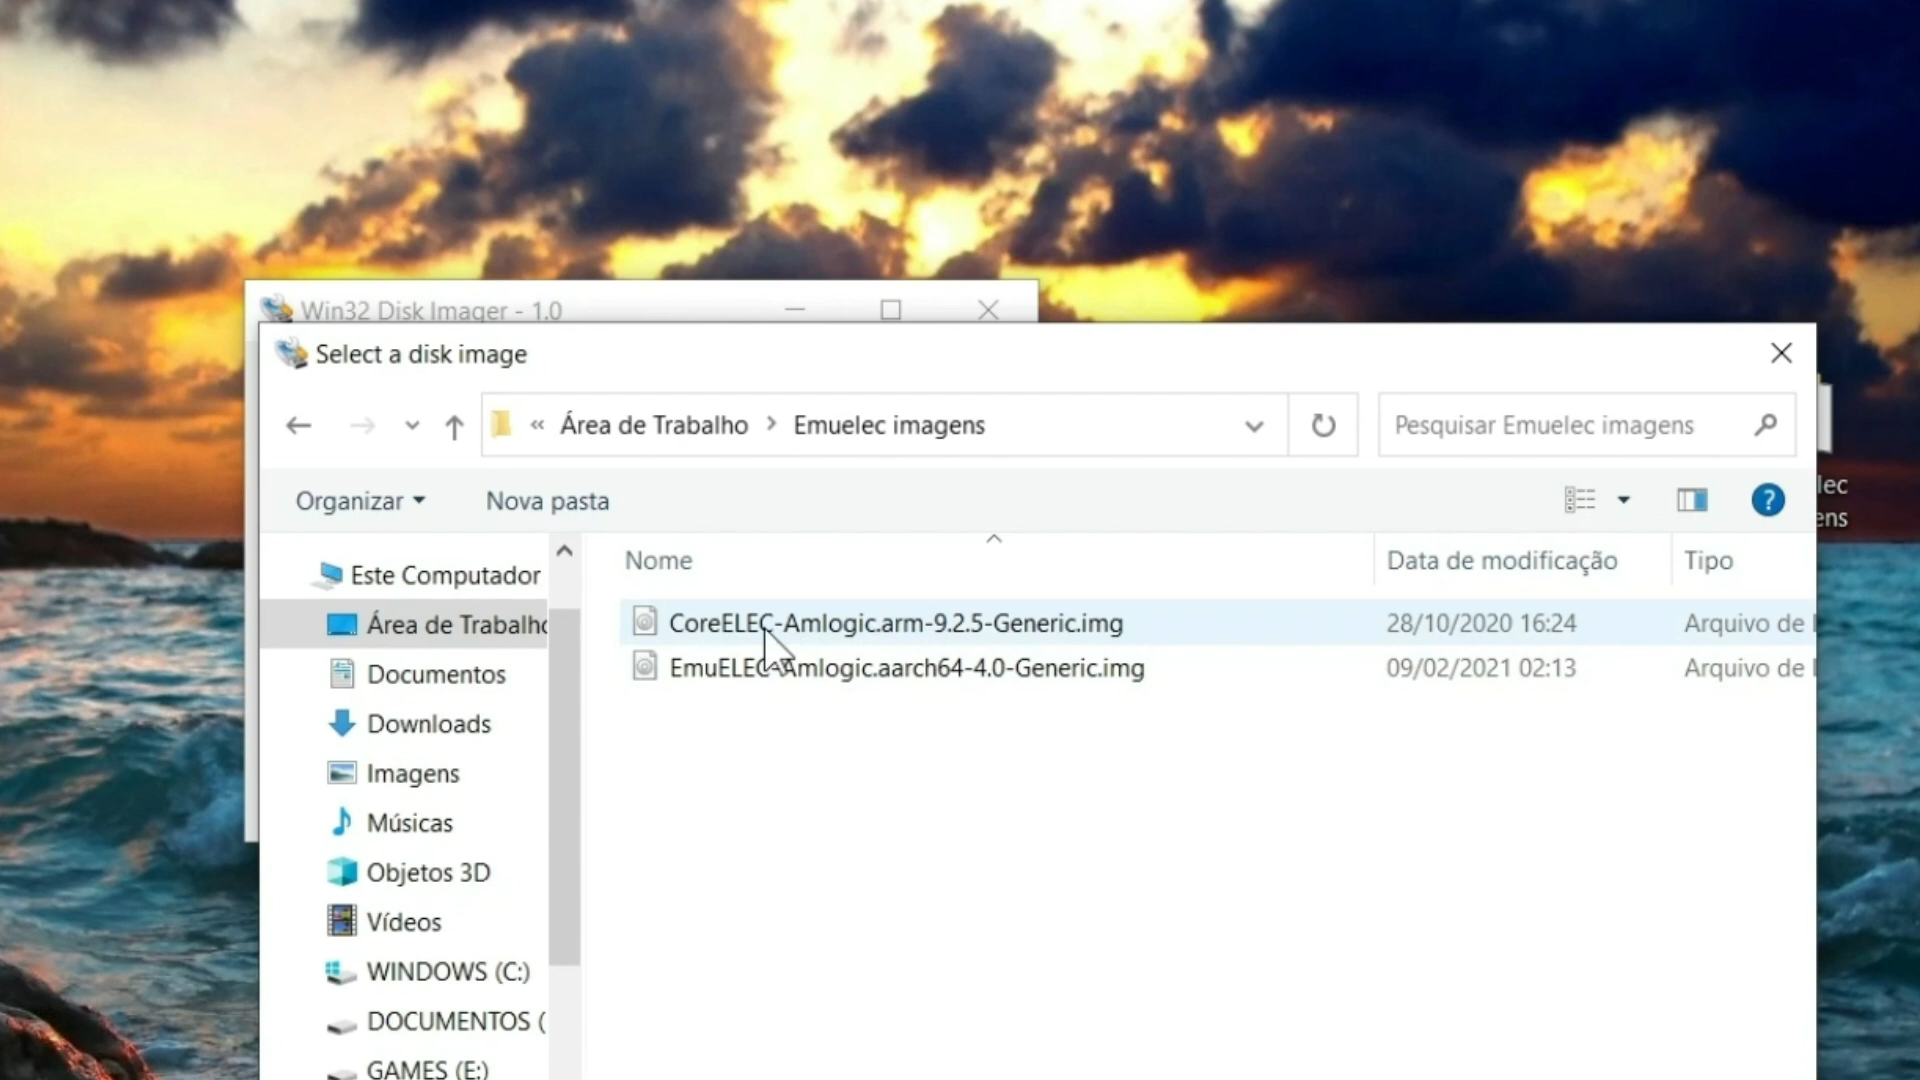 Win32 Disk Imager - 1.0
Select a disk image
« Área de Trabalho > Emuelec imagens
Pesquisar Emuelec imagens
Organizar
Nova pasta
lec
ens
Nome
Data de modificação
Tipo
Este Computador
Área de Trabalho
Documentos
Downloads
Imagens
Músicas
Objetos 3D
Vídeos
WINDOWS (C:)
DOCUMENTOS (
GAMES (E:)
CoreELEC-Amlogic.arm-9.2.5-Generic.img
28/10/2020 16:24
Arquivo de I
EmuELEC-Amlogic.aarch64-4.0-Generic.img
09/02/2021 02:13
Arquivo de I